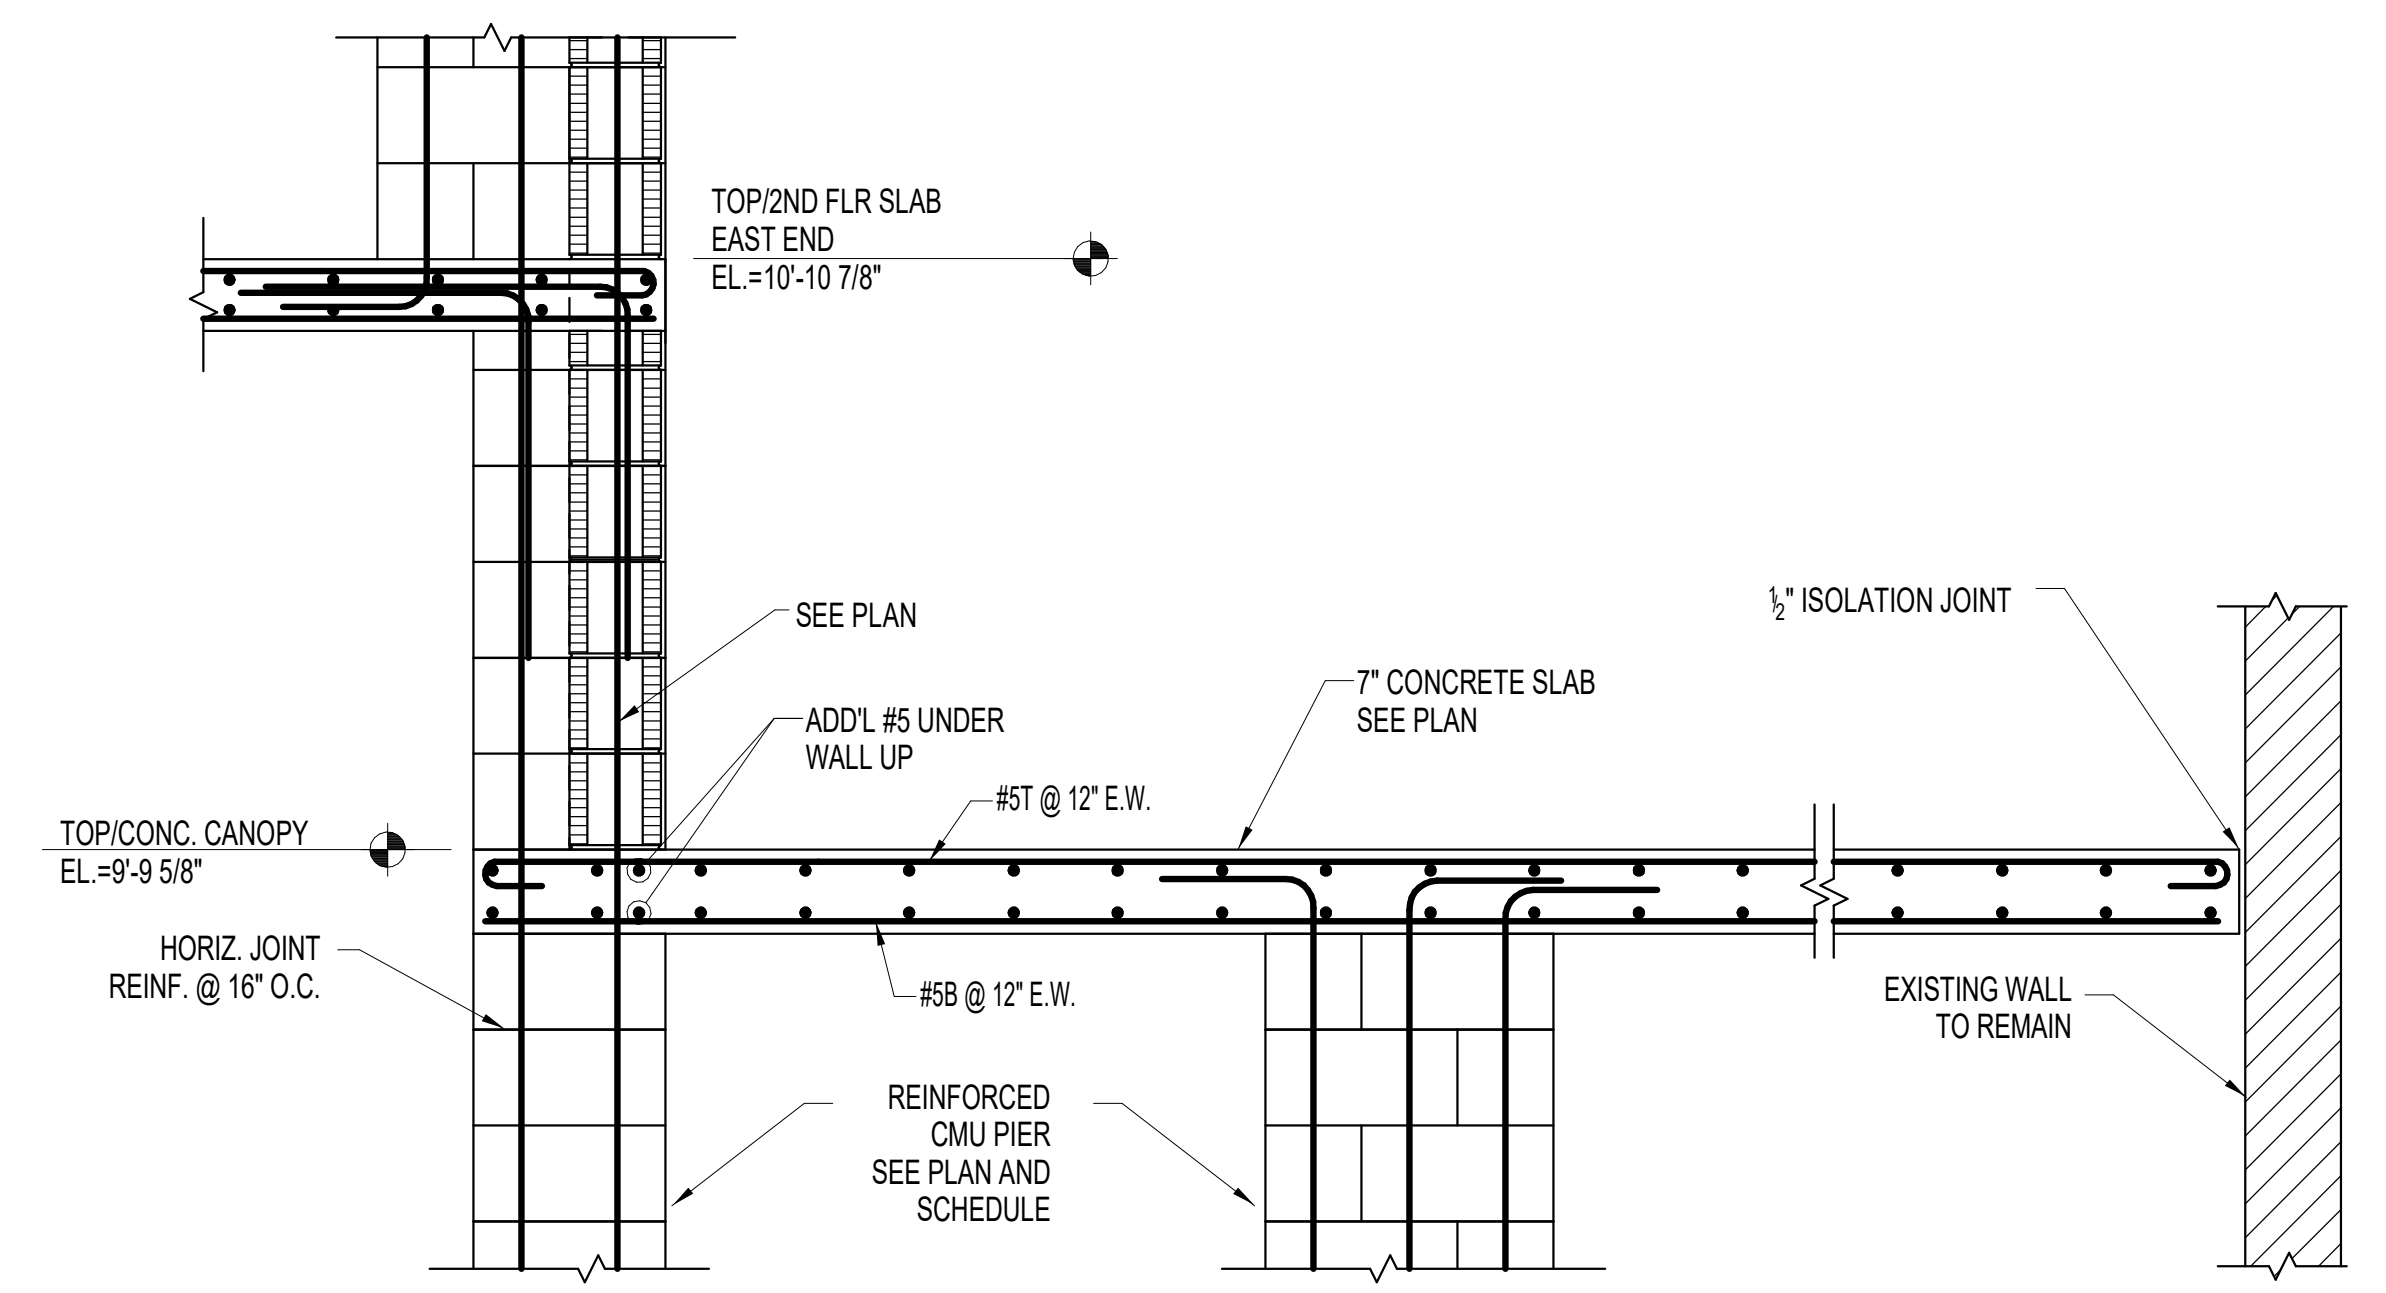 TOP/2ND FLR SLAB
EAST END
EL.=10'-10 7/8"
SEE PLAN
½" ISOLATION JOINT
7" CONCRETE SLAB
SEE PLAN
ADD'L #5 UNDER
WALL UP
#5T @ 12" E.W.
TOP/CONC. CANOPY
EL.=9'-9 5/8"
HORIZ. JOINT
REINF. @ 16" O.C.
#5B @ 12" E.W.
EXISTING WALL
TO REMAIN
REINFORCED
CMU PIER
SEE PLAN AND
SCHEDULE